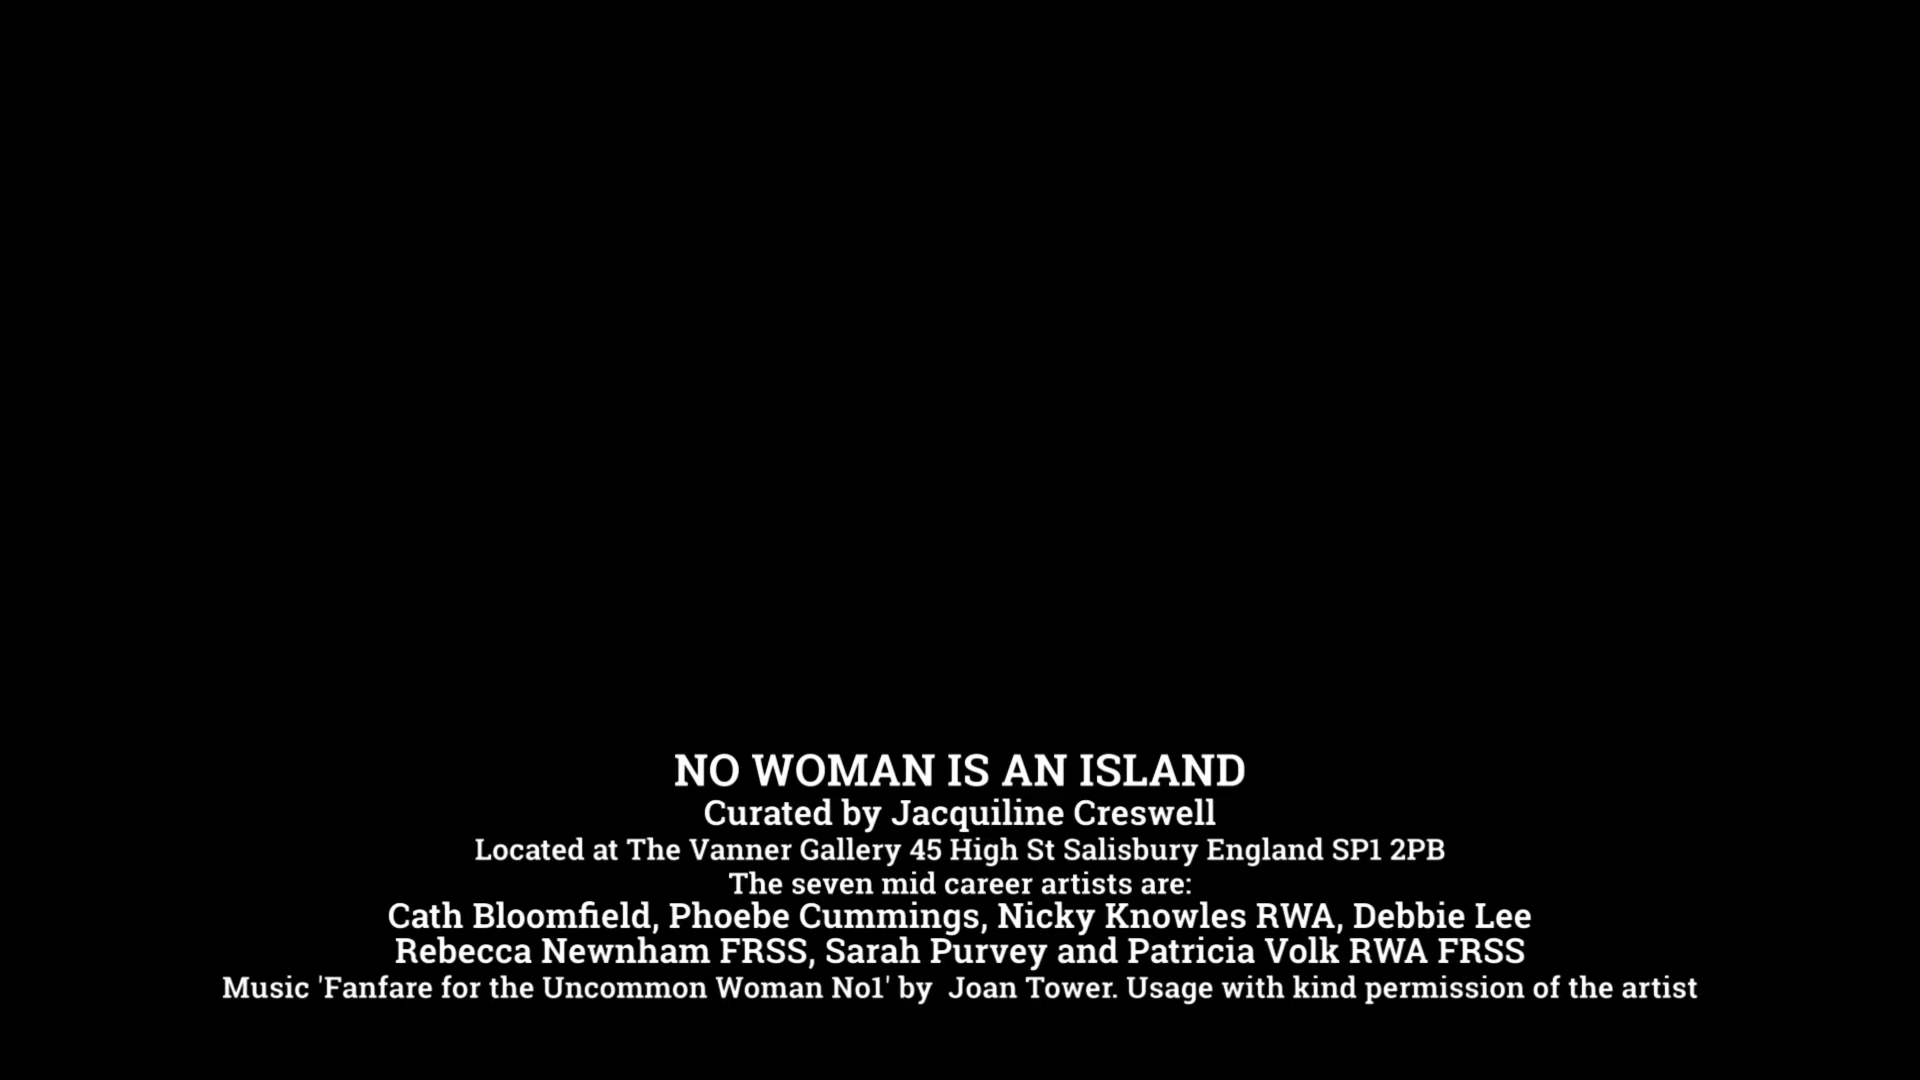 NO WOMAN IS AN ISLAND
Curated by Jacquiline Creswell
Located at The Vanner Gallery 45 High St Salisbury England SP1 2PB
The seven mid career artists are:
Cath Bloomfield, Phoebe Cummings, Nicky Knowles RWA, Debbie Lee
Rebecca Newnham FRSS, Sarah Purvey and Patricia Volk RWA FRSS
Music 'Fanfare for the Uncommon Woman No1' by  Joan Tower. Usage with kind permission of the artist